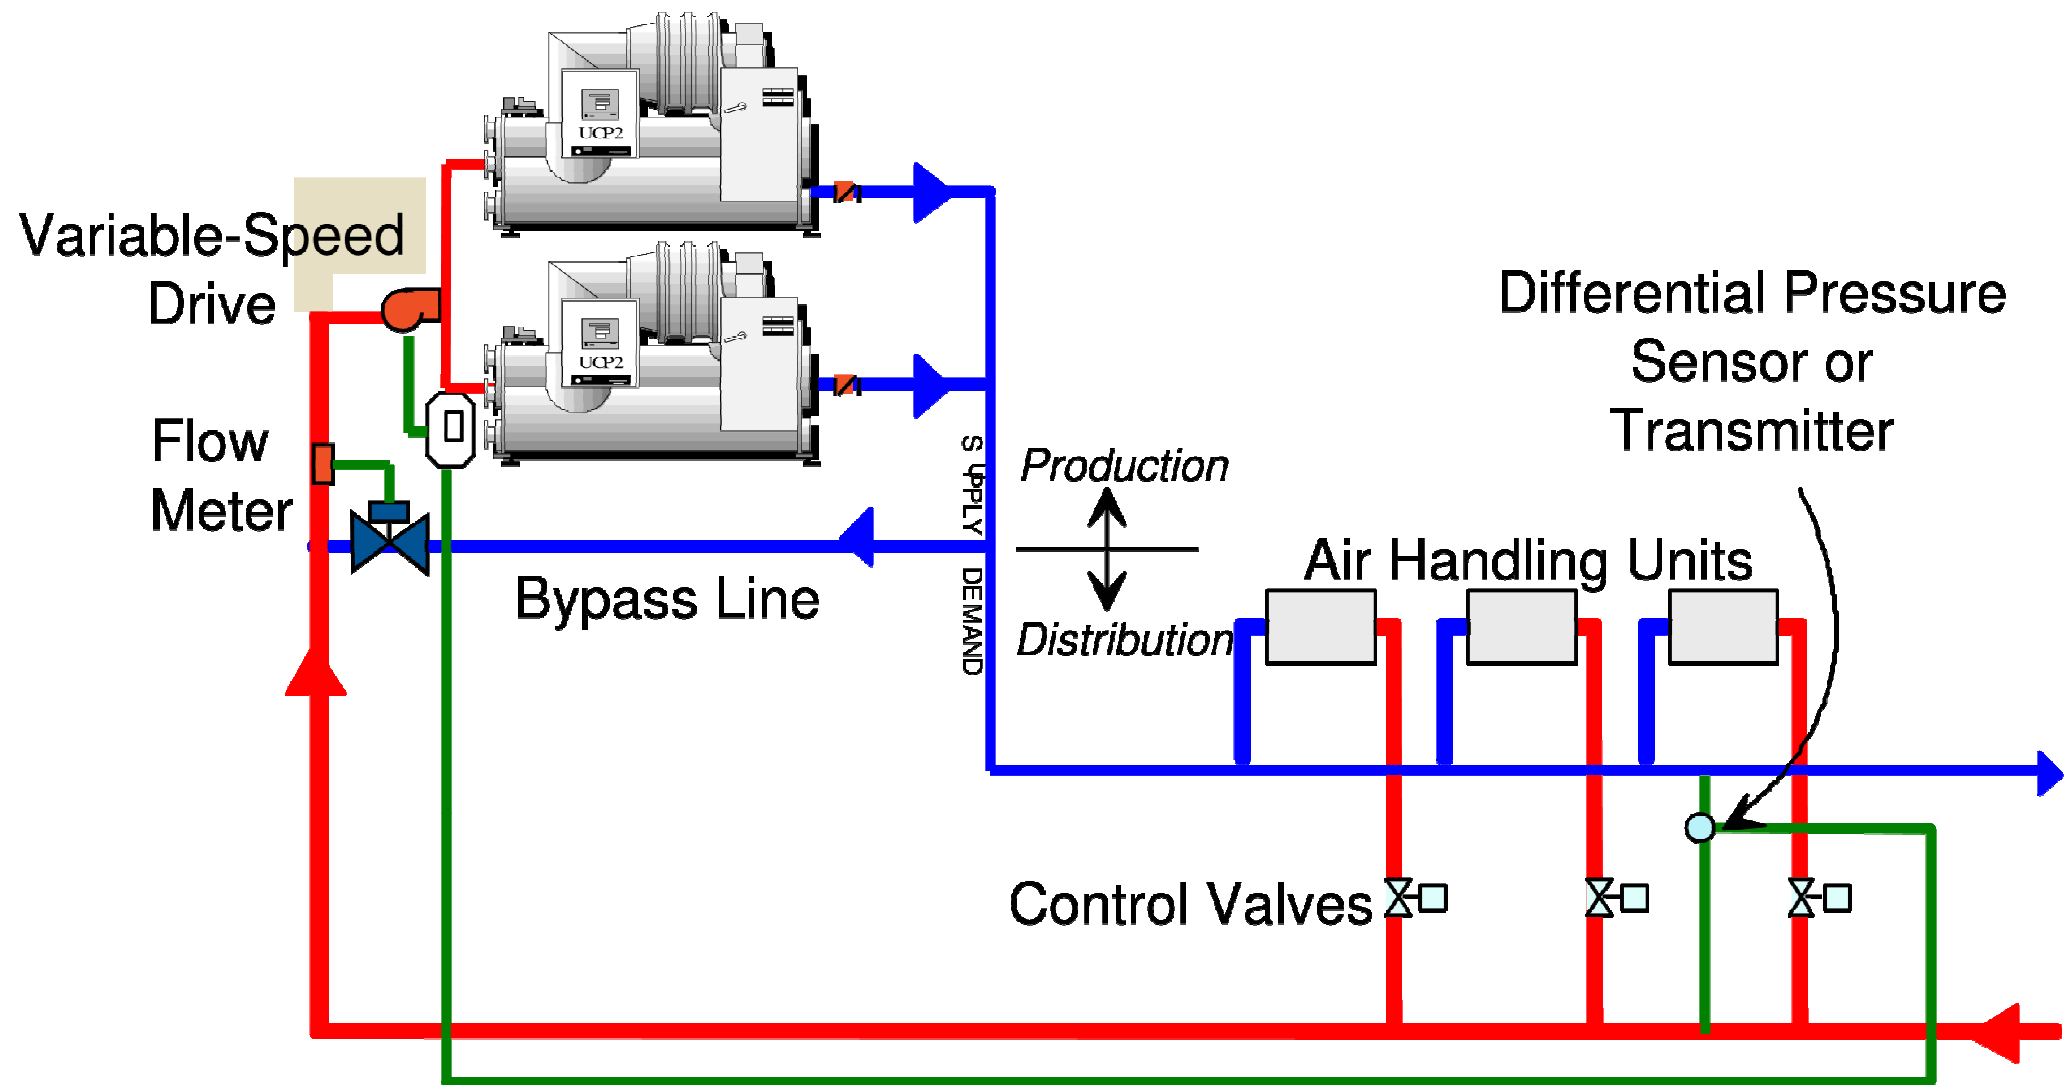 UCP2
Variable-Speed
Drive
UCP2
Differential Pressure
Sensor or
Transmitter
Flow
Meter
SUPPLY
Production
Air Handling Units
Bypass Line
DEMAND
Distribution
Control Valves